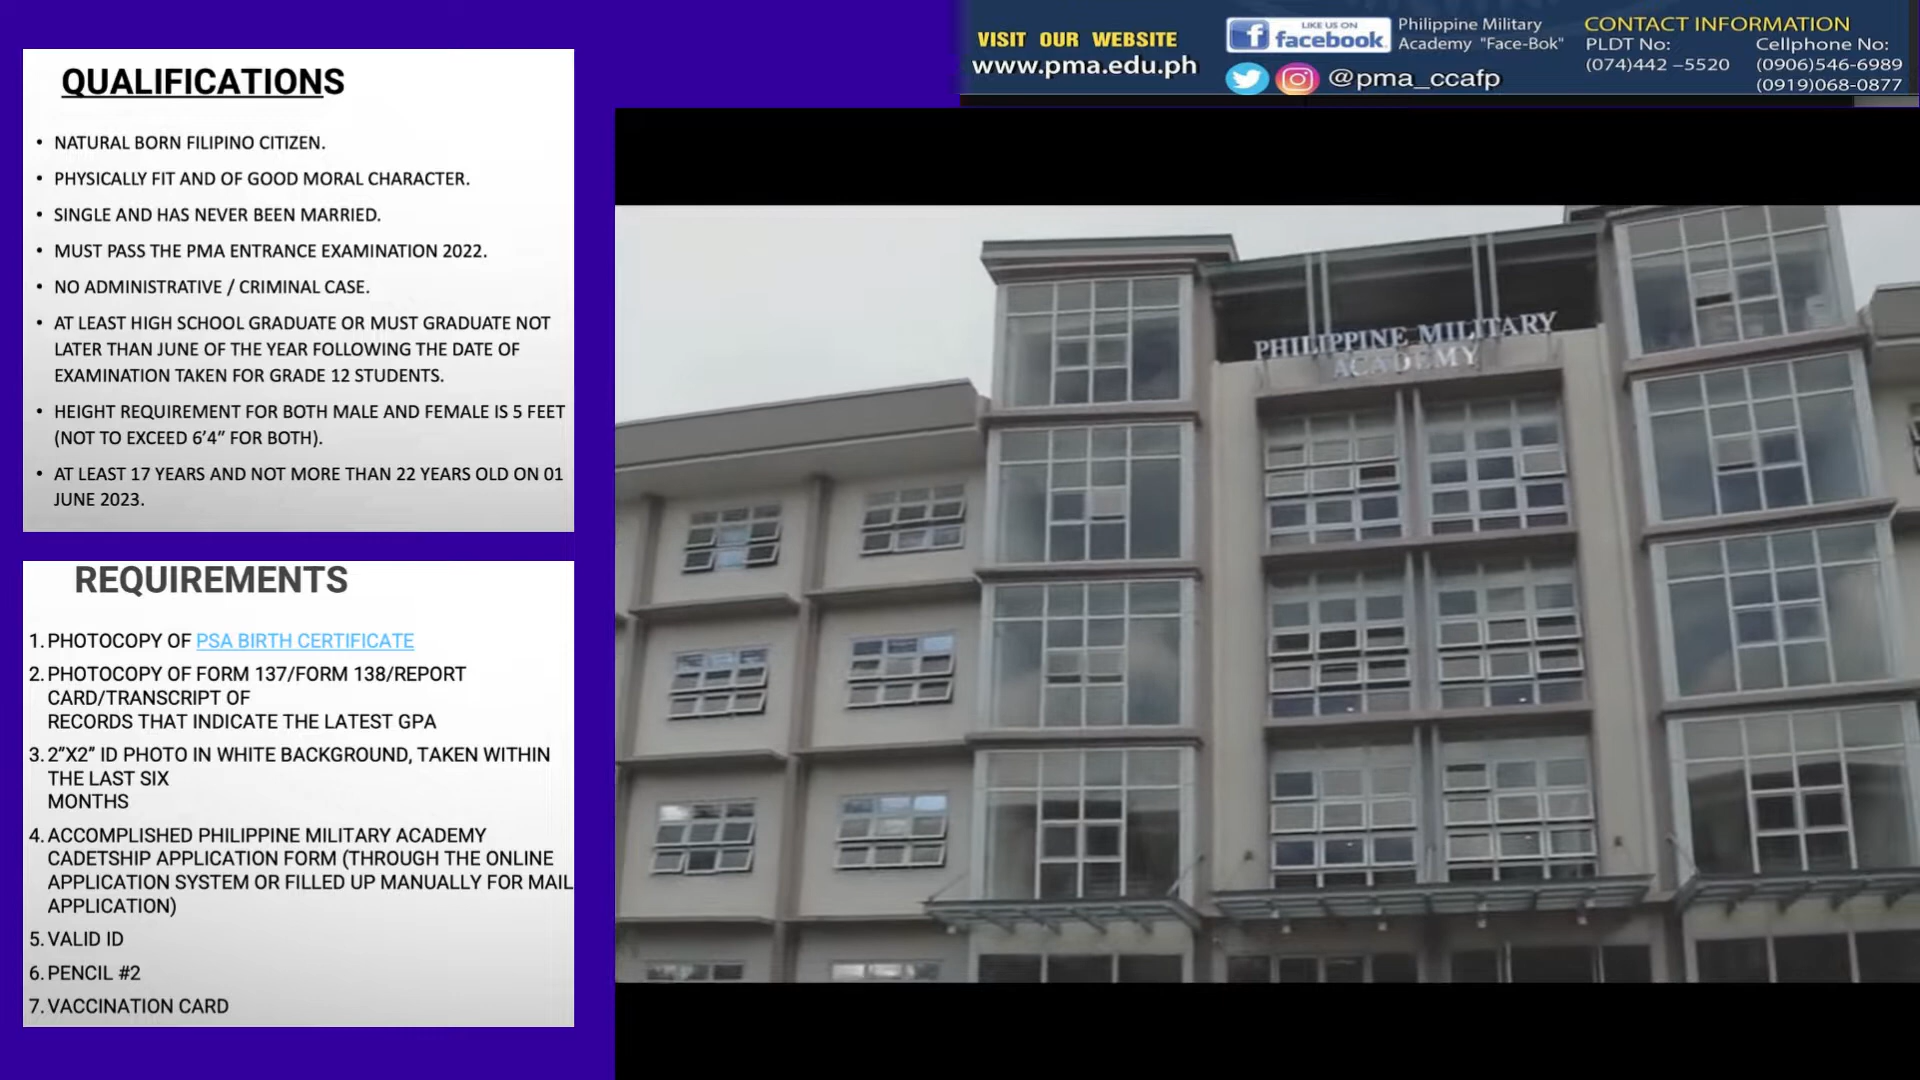 QUALIFICATIONS
• NATURAL BORN FILIPINO CITIZEN.
• PHYSICALLY FIT AND OF GOOD MORAL CHARACTER.
• SINGLE AND HAS NEVER BEEN MARRIED.
• MUST PASS THE PMA ENTRANCE EXAMINATION 2022.
• NO ADMINISTRATIVE / CRIMINAL CASE.
• AT LEAST HIGH SCHOOL GRADUATE OR MUST GRADUATE NOT
LATER THAN JUNE OF THE YEAR FOLLOWING THE DATE OF
EXAMINATION TAKEN FOR GRADE 12 STUDENTS.
• HEIGHT REQUIREMENT FOR BOTH MALE AND FEMALE IS 5 FEET
(NOT TO EXCEED 6’4” FOR BOTH).
• AT LEAST 17 YEARS AND NOT MORE THAN 22 YEARS OLD ON 01
JUNE 2023.
REQUIREMENTS
1. PHOTOCOPY OF PSA BIRTH CERTIFICATE
2. PHOTOCOPY OF FORM 137/FORM 138/REPORT
CARD/TRANSCRIPT OF
RECORDS THAT INDICATE THE LATEST GPA
3. 2”X2” ID PHOTO IN WHITE BACKGROUND, TAKEN WITHIN
THE LAST SIX
MONTHS
4. ACCOMPLISHED PHILIPPINE MILITARY ACADEMY
CADETSHIP APPLICATION FORM (THROUGH THE ONLINE
APPLICATION SYSTEM OR FILLED UP MANUALLY FOR MAIL
APPLICATION)
5. VALID ID
6. PENCIL #2
7. VACCINATION CARD
VISIT OUR WEBSITE
www.pma.edu.ph
LIKE US ON
facebook.
Philippine Military
Academy "Face-Bok"
@pma_ccafp
CONTACT INFORMATION
PLDT No:
(074)442 –5520
Cellphone No:
(0906)546-6989
(0919)068-0877
PHILIPPINE MILITARY
ACADEMY